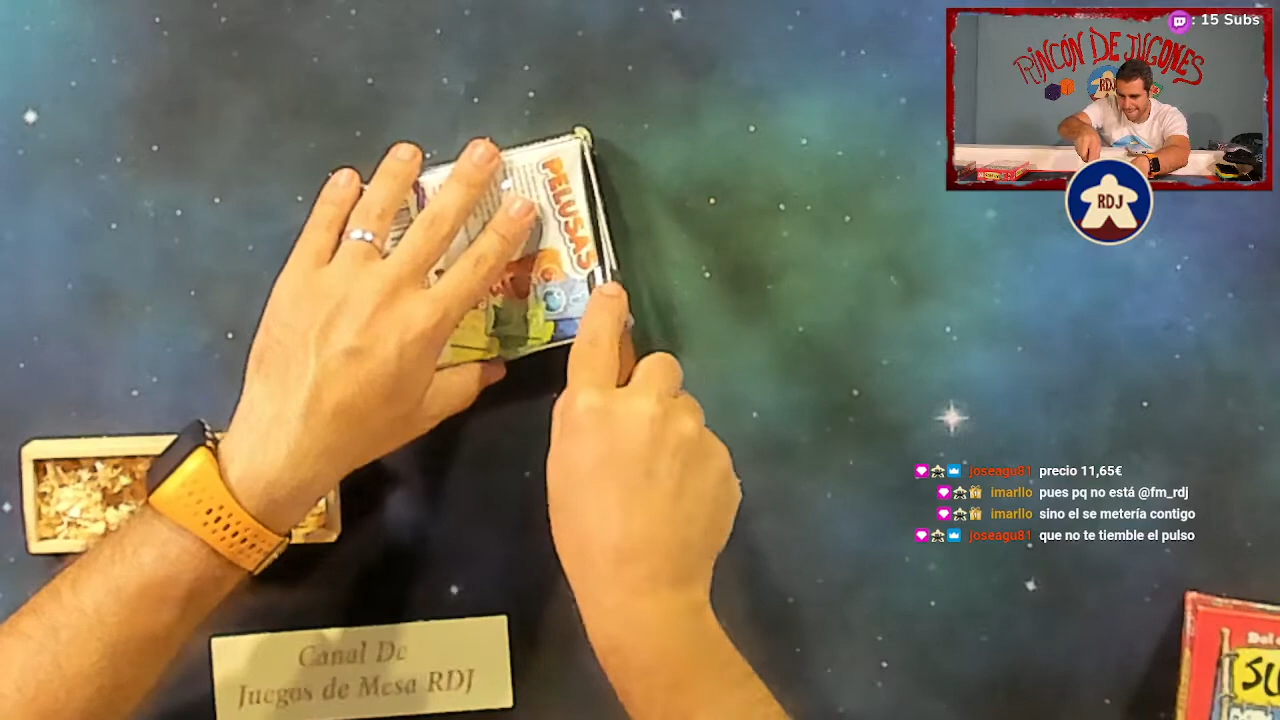 : 15 Subs
RINCÓN DE JUGONES
RDJ
RDJ
PELUSAS
joseagu81 precio 11,65€
imarllo pues pq no está @fm_rdj
imarllo sino el se metería contigo
joseagu81 que no te tiemble el pulso
Canal De
Juegos de Mesa RDJ